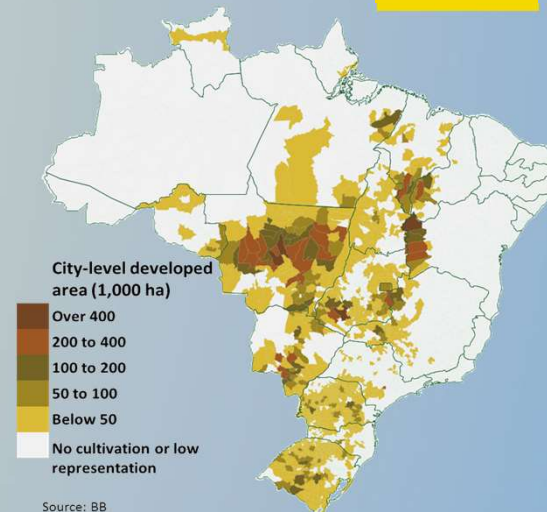 City-level developed
area (1,000 ha)
Over 400
200 to 400
100 to 200
50 to 100
Below 50
No cultivation or low
representation
Source: BB